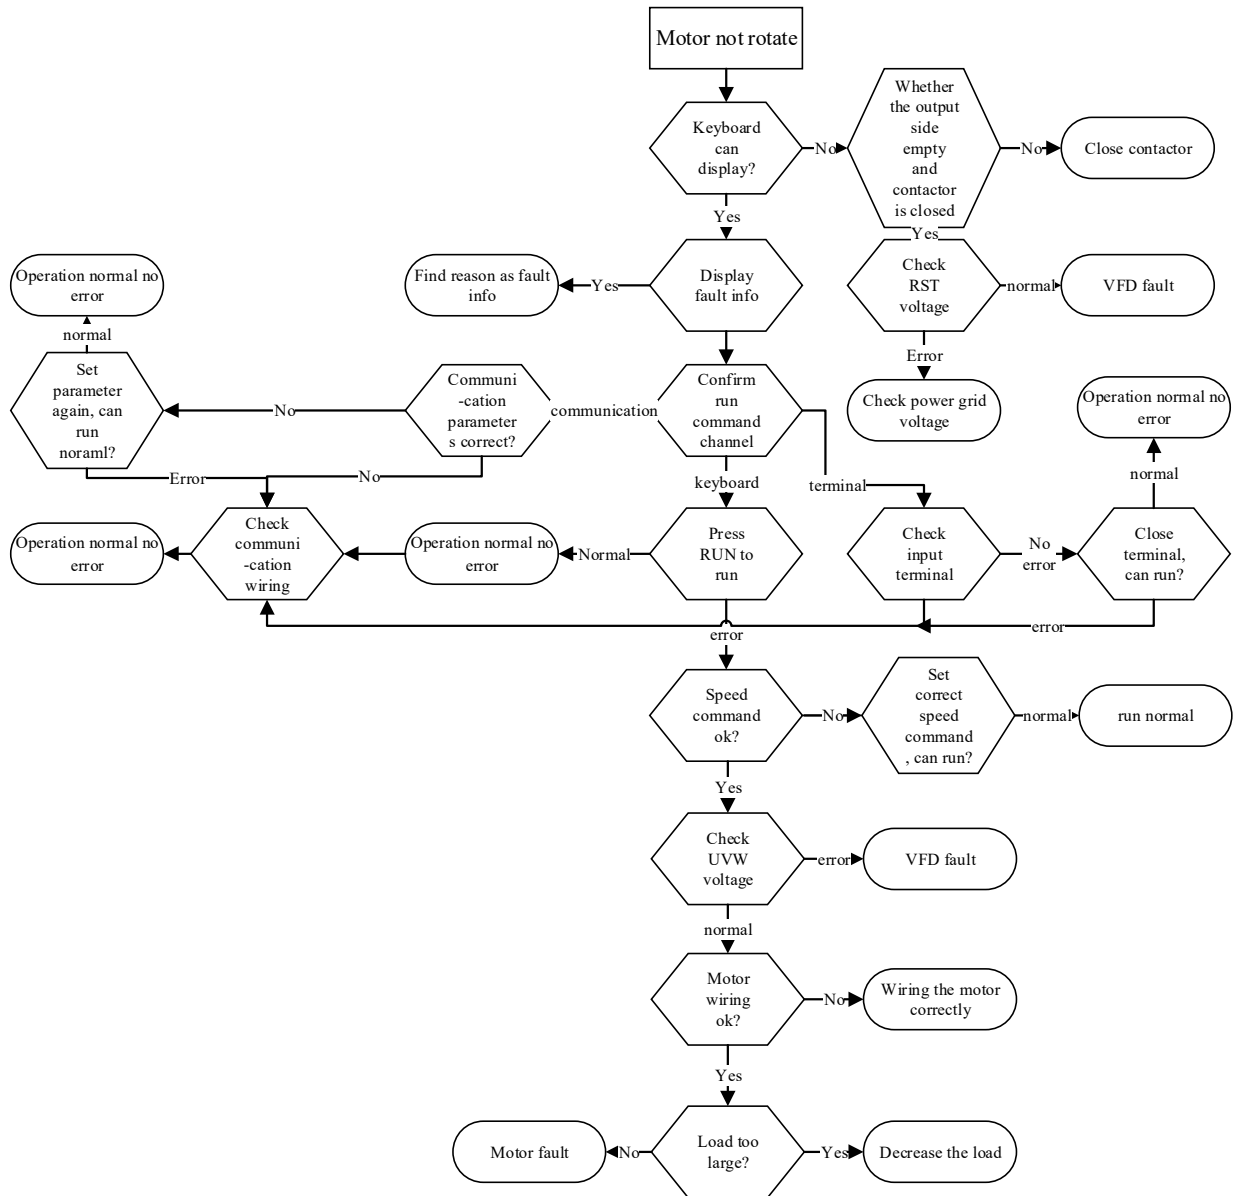 Motor not rotate
Keyboard
can
display?
No
Whether
the output
side
empty
and
contactor
is closed
No
Close contactor
Yes
Yes
Operation normal no
error
Find reason as fault
info
Yes
Display
fault info
Check
RST
voltage
normal
VFD fault
normal
Error
Set
parameter
again, can
run
noraml?
No
Communi
-cation
parameter
s correct?
communication
Confirm
run
command
channel
Check power grid
voltage
Operation normal no
error
Error
No
keyboard
terminal
normal
Operation normal no
error
Check
communi
-cation
wiring
Operation normal no
error
Normal
Press
RUN to
run
Check
input
terminal
No
error
Close
terminal,
can run?
error
error
Speed
command
ok?
No
Set
correct
speed
command
, can run?
normal
run normal
Yes
Check
UVW
voltage
error
VFD fault
normal
Motor
wiring
ok?
No
Wiring the motor
correctly
Yes
Motor fault
No
Load too
large?
Yes
Decrease the load